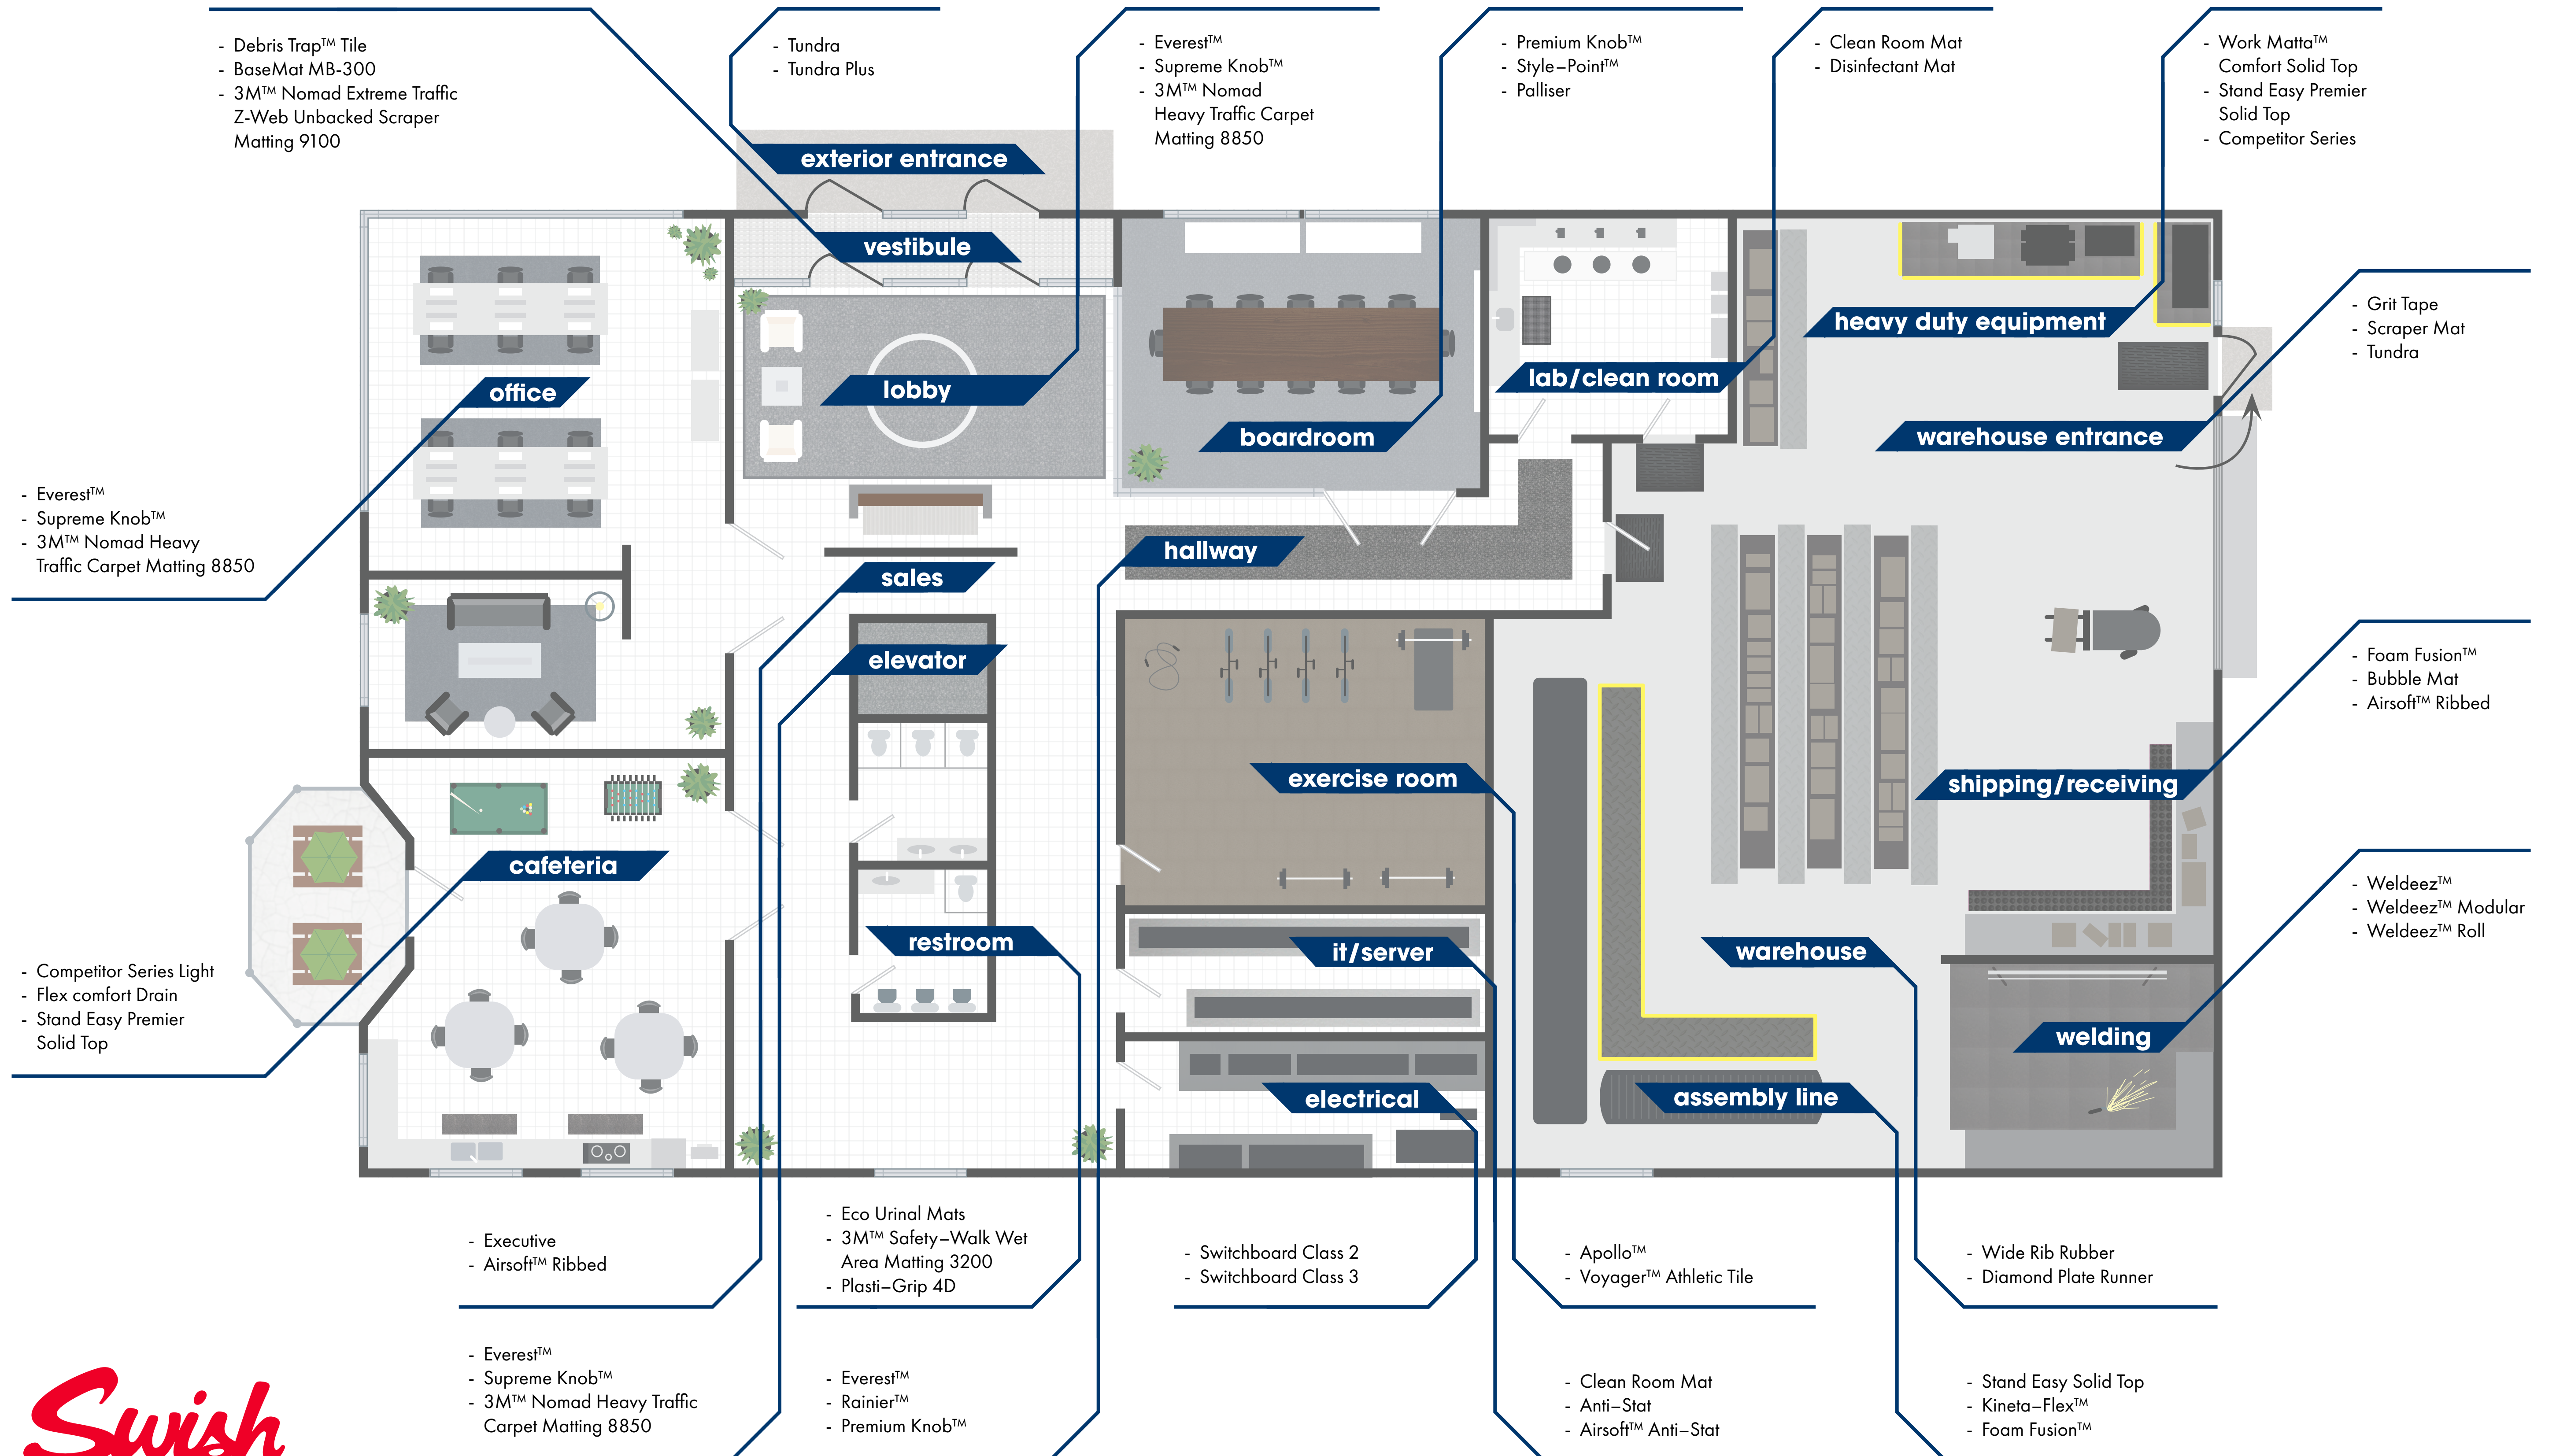 - Debris Trap™ Tile
- BaseMat MB-300
- 3M™ Nomad Extreme Traffic
Z-Web Unbacked Scraper
Matting 9100
- Tundra
- Tundra Plus
- Everest™
- Supreme Knob™
- 3M™ Nomad
Heavy Traffic Carpet
Matting 8850
- Premium Knob™
- Style-Point™
- Palliser
- Clean Room Mat
- Disinfectant Mat
- Work Matta™
Comfort Solid Top
- Stand Easy Premier
Solid Top
- Competitor Series
exterior entrance
vestibule
heavy duty equipment
- Grit Tape
- Scraper Mat
- Tundra
office
lobby
lab/clean room
boardroom
warehouse entrance
- Everest™
- Supreme Knob™
- 3M™ Nomad Heavy
Traffic Carpet Matting 8850
hallway
sales
elevator
- Foam Fusion™
- Bubble Mat
- Airsoft™ Ribbed
exercise room
shipping/receiving
cafeteria
- Weldeez™
- Weldeez™ Modular
- Weldeez™ Roll
restroom
it/server
warehouse
- Competitor Series Light
- Flex comfort Drain
- Stand Easy Premier
Solid Top
welding
electrical
assembly line
- Executive
- Airsoft™ Ribbed
- Eco Urinal Mats
- 3M™ Safety-Walk Wet
Area Matting 3200
- Plasti-Grip 4D
- Switchboard Class 2
- Switchboard Class 3
- Apollo™
- Voyager™ Athletic Tile
- Wide Rib Rubber
- Diamond Plate Runner
- Everest™
- Supreme Knob™
- 3M™ Nomad Heavy Traffic
Carpet Matting 8850
- Everest™
- Rainier™
- Premium Knob™
- Clean Room Mat
- Anti-Stat
- Airsoft™ Anti-Stat
- Stand Easy Solid Top
- Kineta-Flex™
- Foam Fusion™
Swish